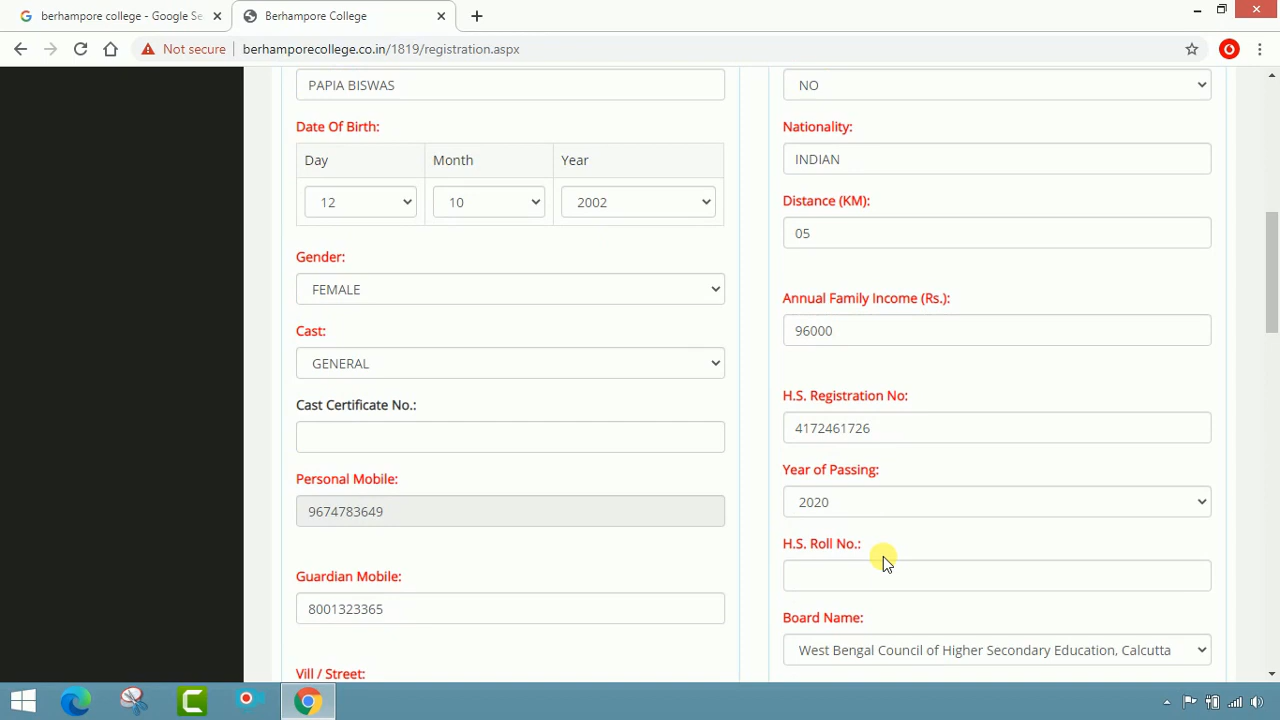 berhampore college - Google Se
Berhampore College
Not secure
berhamporecollege.co.in/1819/registration.aspx
PAPIA BISWAS
Date Of Birth:
Day Month Year
12 10 2002
Gender:
FEMALE
Cast:
GENERAL
Cast Certificate No.:
Personal Mobile:
9674783649
Guardian Mobile:
8001323365
Vill / Street:
NO
Nationality:
INDIAN
Distance (KM):
05
Annual Family Income (Rs.):
96000
H.S. Registration No:
4172461726
Year of Passing:
2020
H.S. Roll No.:
Board Name:
West Bengal Council of Higher Secondary Education, Calcutta